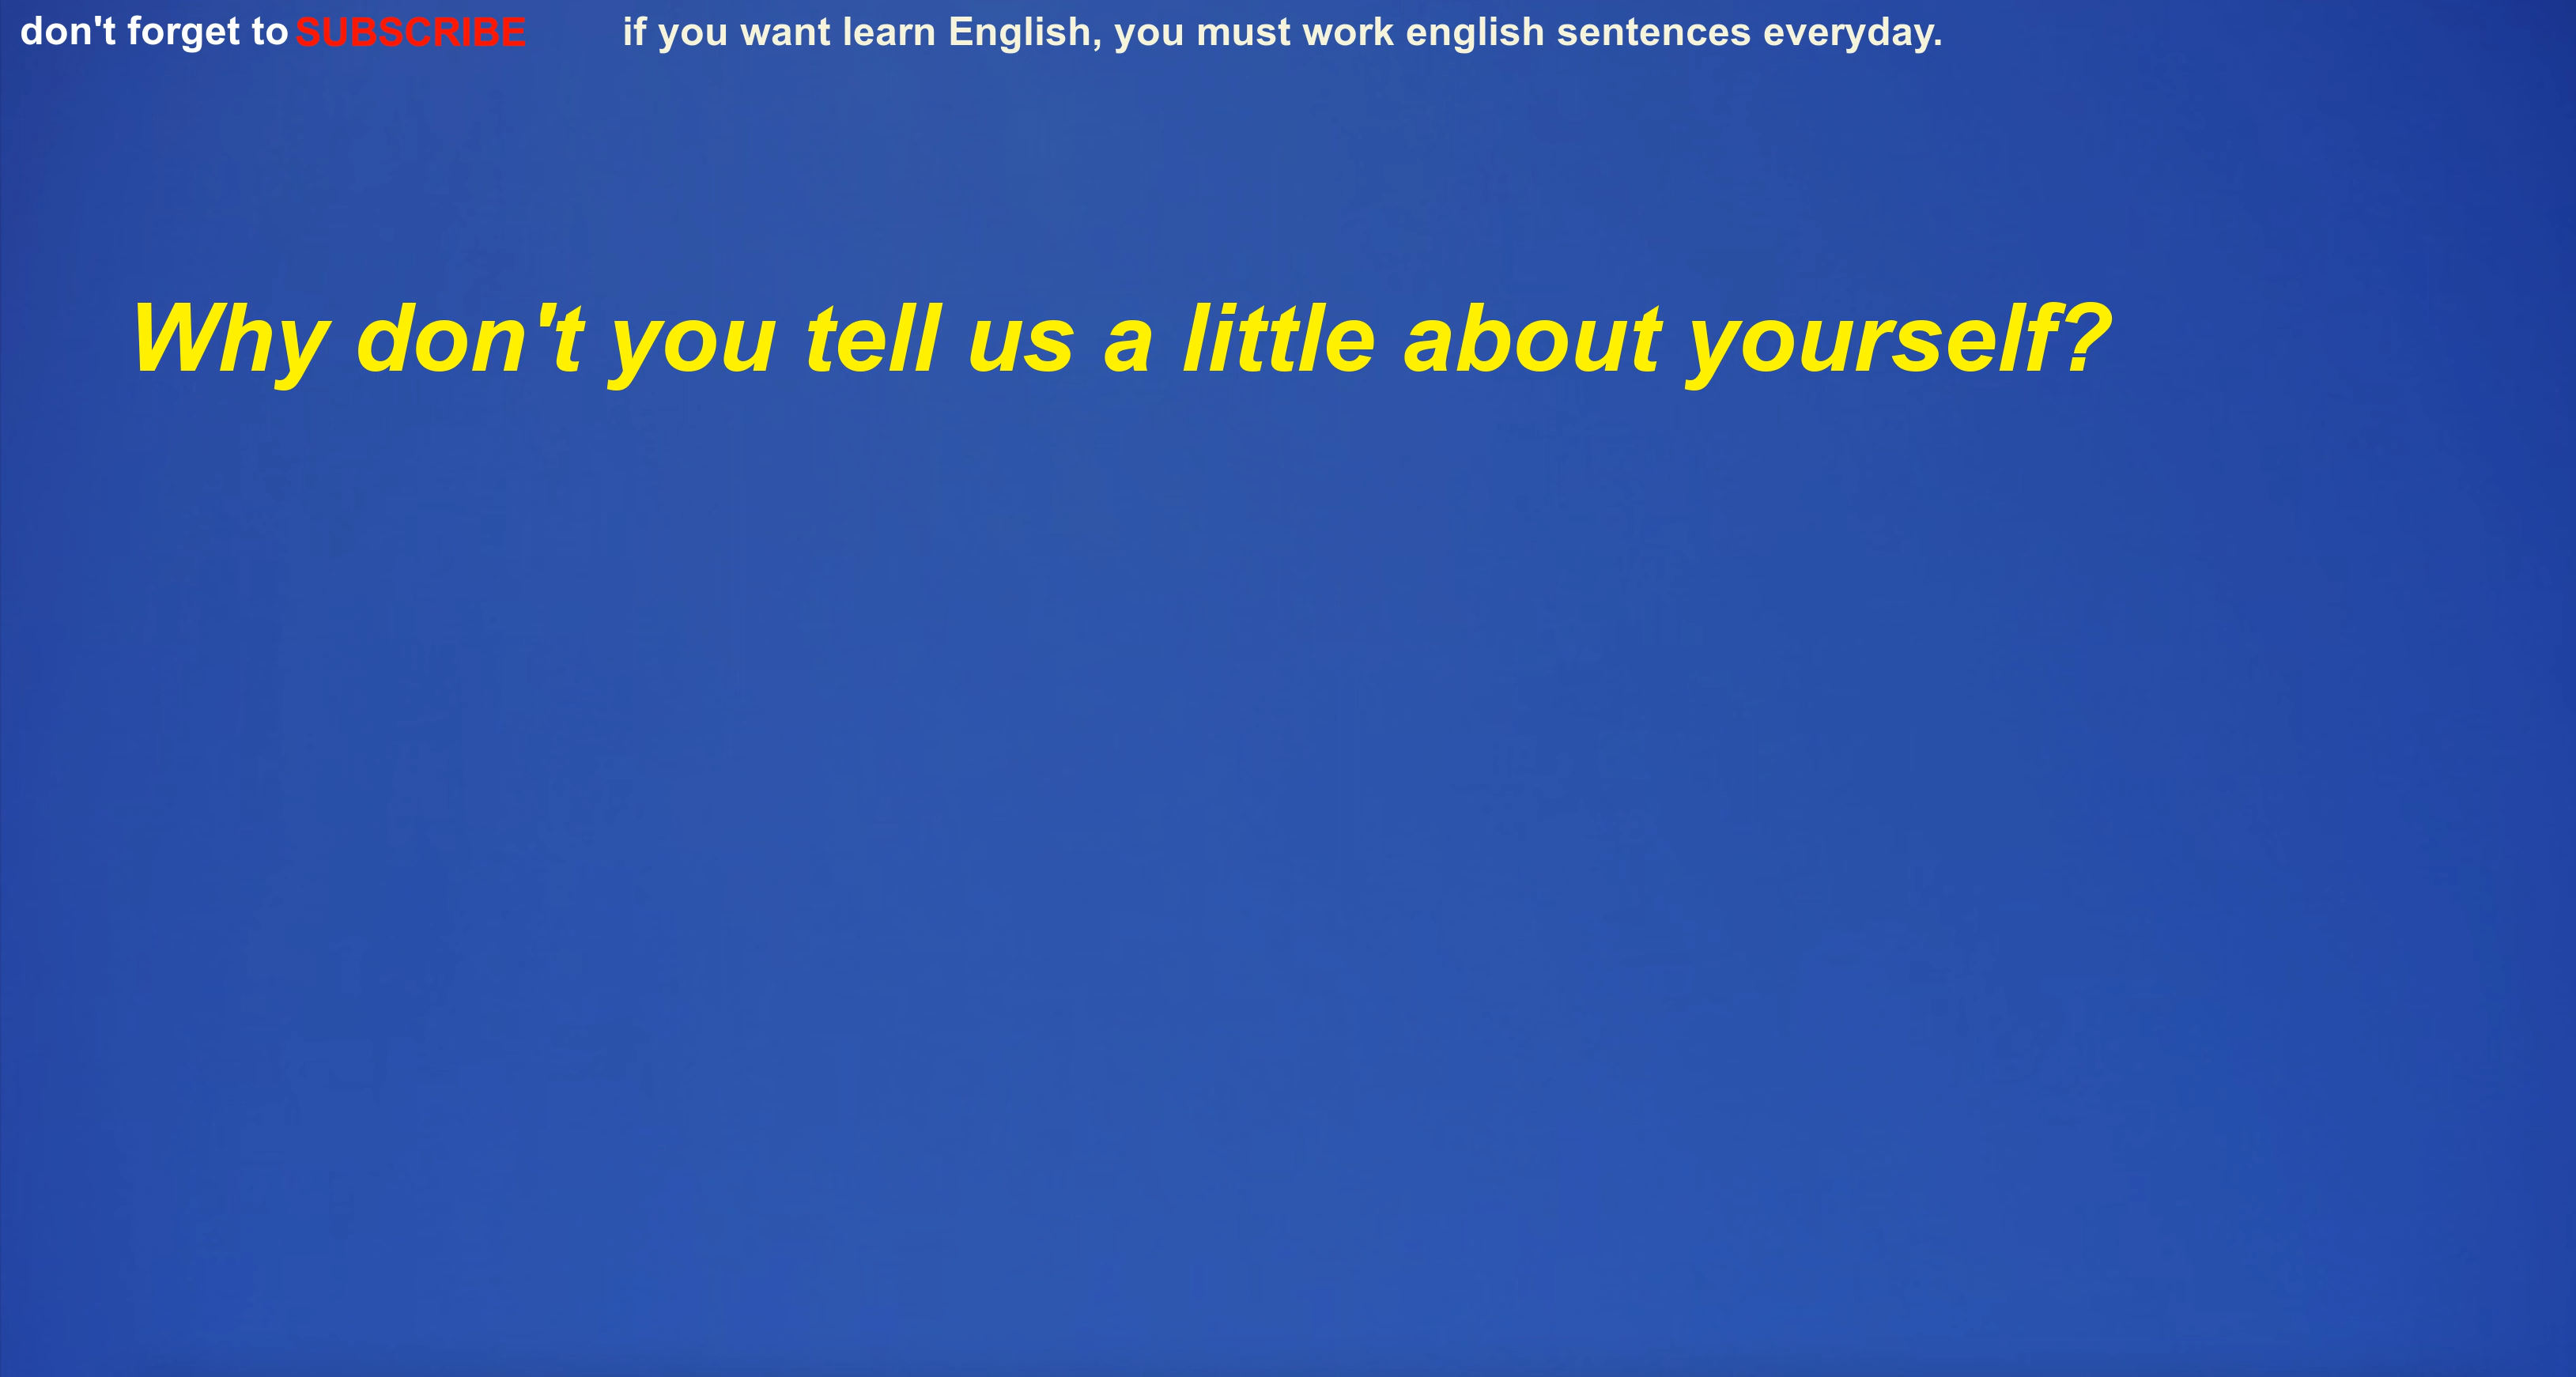 don't forget to SUBSCRIBE if you want learn English, you must work english sentences everyday.
Why don't you tell us a little about yourself?